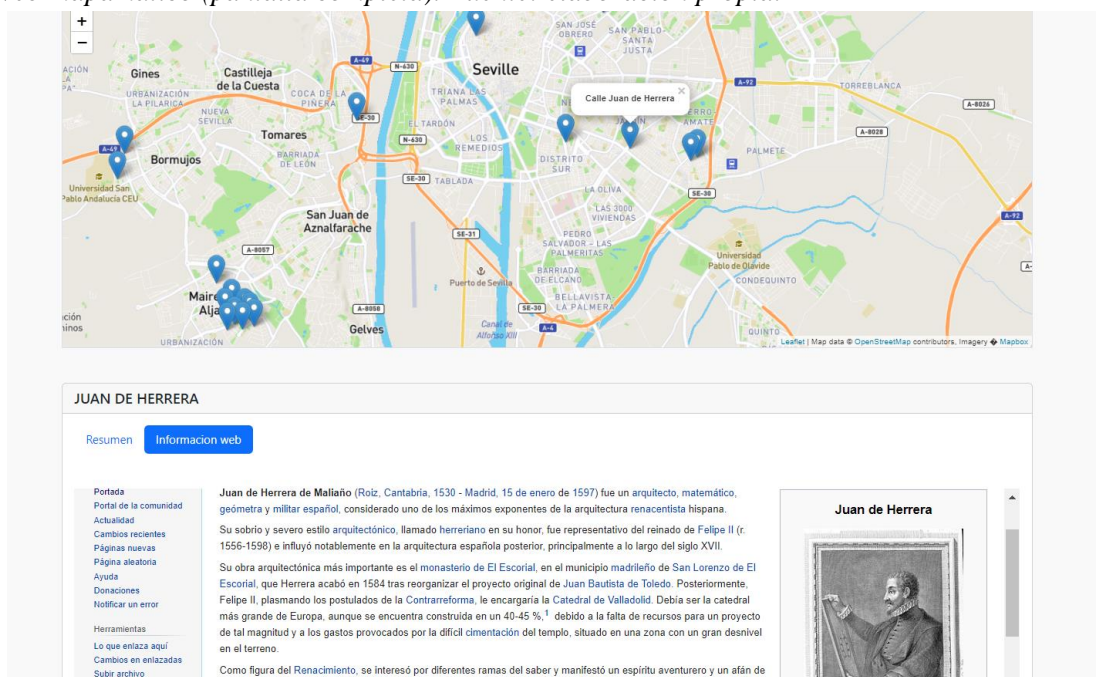 +
−
SAN JOSÉ
OBRERO
SAN PABLO-
SANTA
JUSTA
A-49
N-630
Seville
Gines
Castilleja
de la Cuesta
COCA DE LA
PIÑERA
TRIANA LAS
PALMAS
Calle Juan de Herrera
×
A-92
TORREBLANCA
A-8026
URBANIZACIÓN
LA PILARICA
NUEVA
SEVILLA
SE-30
EL TARDÓN
A-8028
Tomares
N-630
LOS
REMEDIOS
AMATE
A-49
Bormujos
BARRIADA
DE LEÓN
DISTRITO
SUR
PALMETE
Universidad San
Pablo Andalucía CEU
SE-30
TABLADA
LA OLIVA
SE-30
LAS 3000
VIVIENDAS
San Juan de
Aznalfarache
A-92
SE-31
PEDRO
SALVADOR - LAS
PALMERITAS
A-8057
Universidad
Pablo de Olavide
Puerto de Sevilla
BARRIADA
DE ELCANO
CONDEQUINTO
BELLAVISTA-
LA PALMERA
A-8058
SE-30
Gelves
Canal de
Alfonso XIII
A-4
QUINTO
URBANIZACIÓN
Leaflet | Map data © OpenStreetMap contributors, Imagery � Mapbox
JUAN DE HERRERA
Resumen
Informacion web
Portada
Portal de la comunidad
Actualidad
Cambios recientes
Páginas nuevas
Página aleatoria
Ayuda
Donaciones
Notificar un error
Herramientas
Lo que enlaza aquí
Cambios en enlazadas
Subir archivo
Juan de Herrera de Maliaño (Roiz, Cantabria, 1530 - Madrid, 15 de enero de 1597) fue un arquitecto, matemático,
geómetra y militar español, considerado uno de los máximos exponentes de la arquitectura renacentista hispana.
Su sobrio y severo estilo arquitectónico, llamado herreriano en su honor, fue representativo del reinado de Felipe II (r.
1556-1598) e influyó notablemente en la arquitectura española posterior, principalmente a lo largo del siglo XVII.
Su obra arquitectónica más importante es el monasterio de El Escorial, en el municipio madrileño de San Lorenzo de El
Escorial, que Herrera acabó en 1584 tras reorganizar el proyecto original de Juan Bautista de Toledo. Posteriormente,
Felipe II, plasmando los postulados de la Contrarreforma, le encargaría la Catedral de Valladolid. Debía ser la catedral
más grande de Europa, aunque se encuentra construida en un 40-45 %,1 debido a la falta de recursos para un proyecto
de tal magnitud y a los gastos provocados por la difícil cimentación del templo, situado en una zona con un gran desnivel
en el terreno.
Como figura del Renacimiento, se interesó por diferentes ramas del saber y manifestó un espíritu aventurero y un afán de
Juan de Herrera